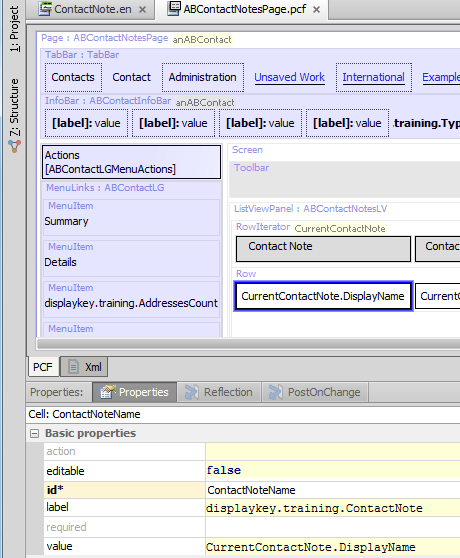 ContactNote.en
ABContactNotesPage.pcf
1: Project
7: Structure
Page : ABContactNotesPage anABContact
TabBar : TabBar
Contacts Contact Administration Unsaved Work International Example
InfoBar : ABContactInfoBar anABContact
[label]: value [label]: value [label]: value [label]: value .training.Typ
Actions
[ABContactLGMenuActions]
MenuLinks : ABContactLG
MenuItem
Summary
MenuItem
Details
MenuItem
displaykey.training.AddressesCount
MenuItem
Screen
Toolbar
ListViewPanel : ABContactNotesLV
RowIterator CurrentContactNote
Contact Note Contac
Row
CurrentContactNote.DisplayName CurrentC
PCF Xml
Properties: Properties Reflection PostOnChange
Cell: ContactNoteName
Basic properties
action
editable false
id* ContactNoteName
label displaykey.training.ContactNote
required
value CurrentContactNote.DisplayName